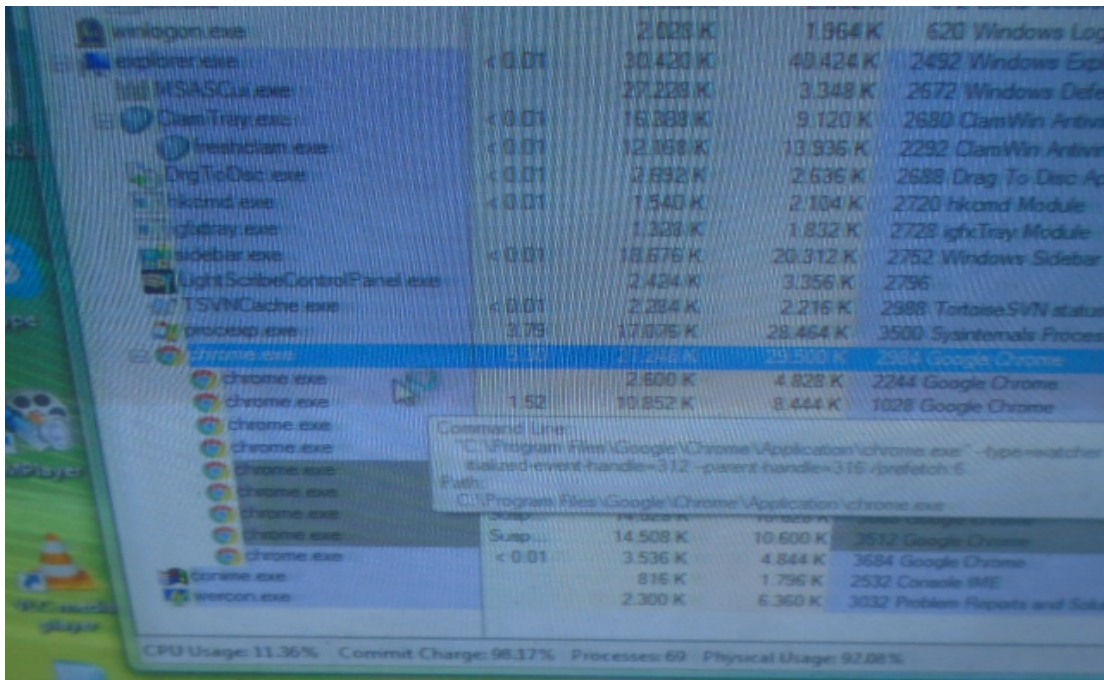 winlogon.exe 2.028 K 1.964 K 620 Windows Log
explorer.exe < 0.01 30.420 K 40.424 K 2492 Windows Expl
MSASCui.exe 27.228 K 3.348 K 2672 Windows Defe
ClamTray.exe < 0.01 16.388 K 9.120 K 2680 ClamWin Antivir
freshclam.exe < 0.01 12.168 K 13.936 K 2292 ClamWin Antivir
DrgToDsc.exe < 0.01 2.692 K 2.636 K 2688 Drag To Disc Ap
hkcmd.exe < 0.01 1.540 K 2.104 K 2720 hkcmd Module
igfxtray.exe 1.328 K 1.832 K 2728 igfxTray Module
sidebar.exe < 0.01 18.676 K 20.312 K 2752 Windows Sidebar
LightScribeControlPanel.exe 2.424 K 3.356 K 2796
TSVNCache.exe < 0.01 2.284 K 2.216 K 2988 TortoiseSVN status
procexp.exe 3.79 17.076 K 28.464 K 3500 Sysinternals Proces
chrome.exe 29.500 K 2984 Google Chrome
chrome.exe 2.600 K 4.828 K 2244 Google Chrome
chrome.exe 1.52 10.852 K 8.444 K 1028 Google Chrome
chrome.exe
chrome.exe
chrome.exe
chrome.exe
chrome.exe
Command Line:
"C:\Program Files\Google\Chrome\Application\chrome.exe" --type=watcher
itialized-event-handle=312 --parent-handle=316 /prefetch:6
Path:
C:\Program Files\Google\Chrome\Application\chrome.exe
chrome.exe Susp... 14.508 K 10.600 K 3512 Google Chrome
chrome.exe < 0.01 3.536 K 4.844 K 3684 Google Chrome
conime.exe 816 K 1.796 K 2532 Console IME
wercon.exe 2.300 K 6.360 K 3032 Problem Reports and Solu
CPU Usage: 11.36% Commit Charge: 98.17% Processes: 69 Physical Usage: 92.08%
ype
MPlayer
VLC media
player